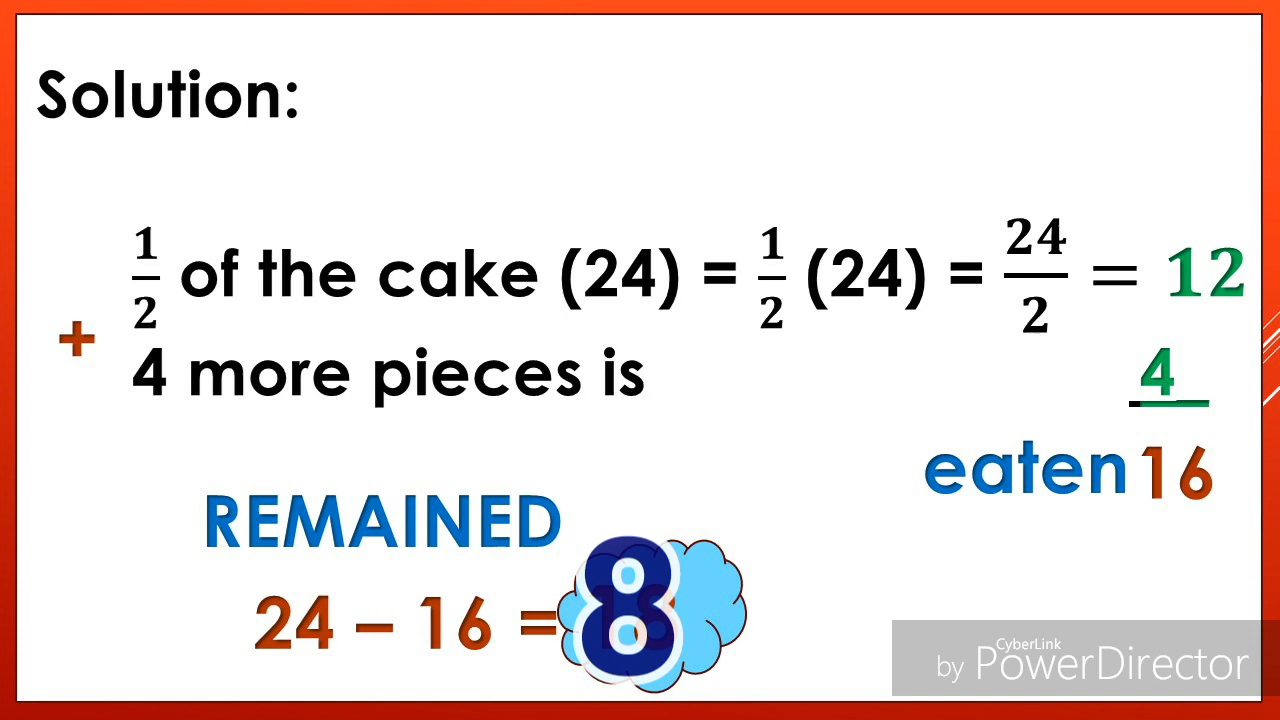 Solution:
1/2 of the cake (24) = 1/2 (24) = 24/2 = 12
+
4 more pieces is 4
eaten 16
REMAINED
24 – 16 = 8
CyberLink
by PowerDirector